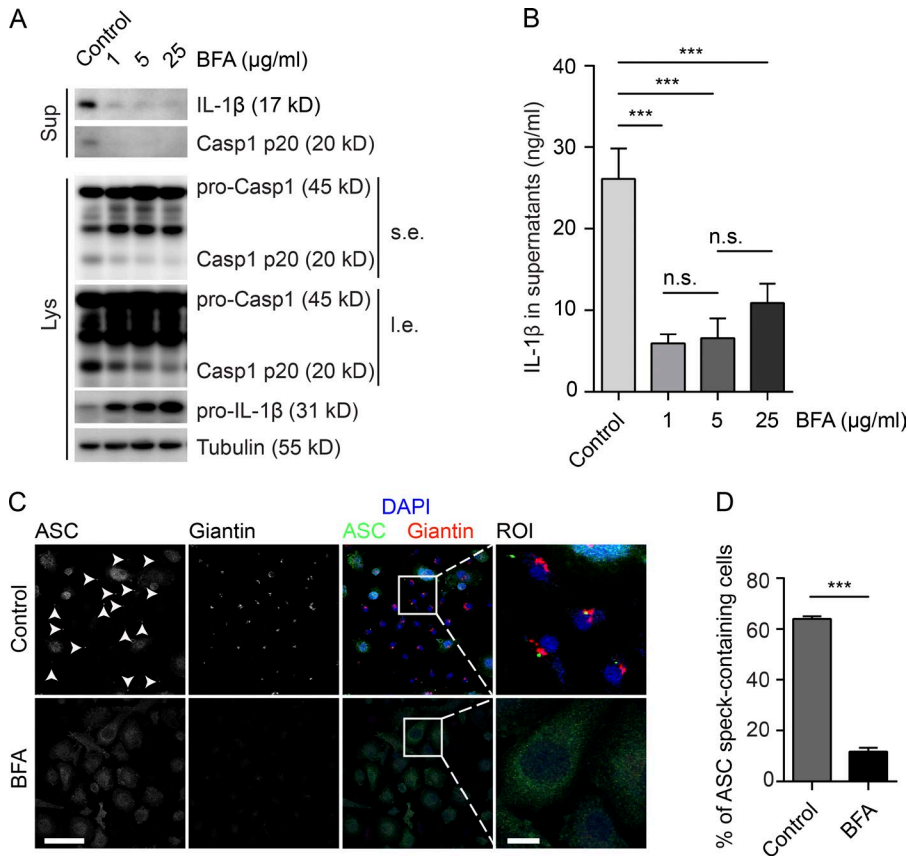 A
Control
1
5
25
BFA (µg/ml)
Sup
IL-1β (17 kD)
Casp1 p20 (20 kD)
Lys
pro-Casp1 (45 kD)
s.e.
Casp1 p20 (20 kD)
pro-Casp1 (45 kD)
l.e.
Casp1 p20 (20 kD)
pro-IL-1β (31 kD)
Tubulin (55 kD)
B
IL-1β in supernatants (ng/ml)
40
30
20
10
0
***
***
***
n.s.
n.s.
Control
1
5
25
BFA (µg/ml)
C
DAPI
ASC
Giantin
ASC Giantin
ROI
Control
BFA
D
% of ASC speck-containing cells
80
60
40
20
0
***
Control
BFA